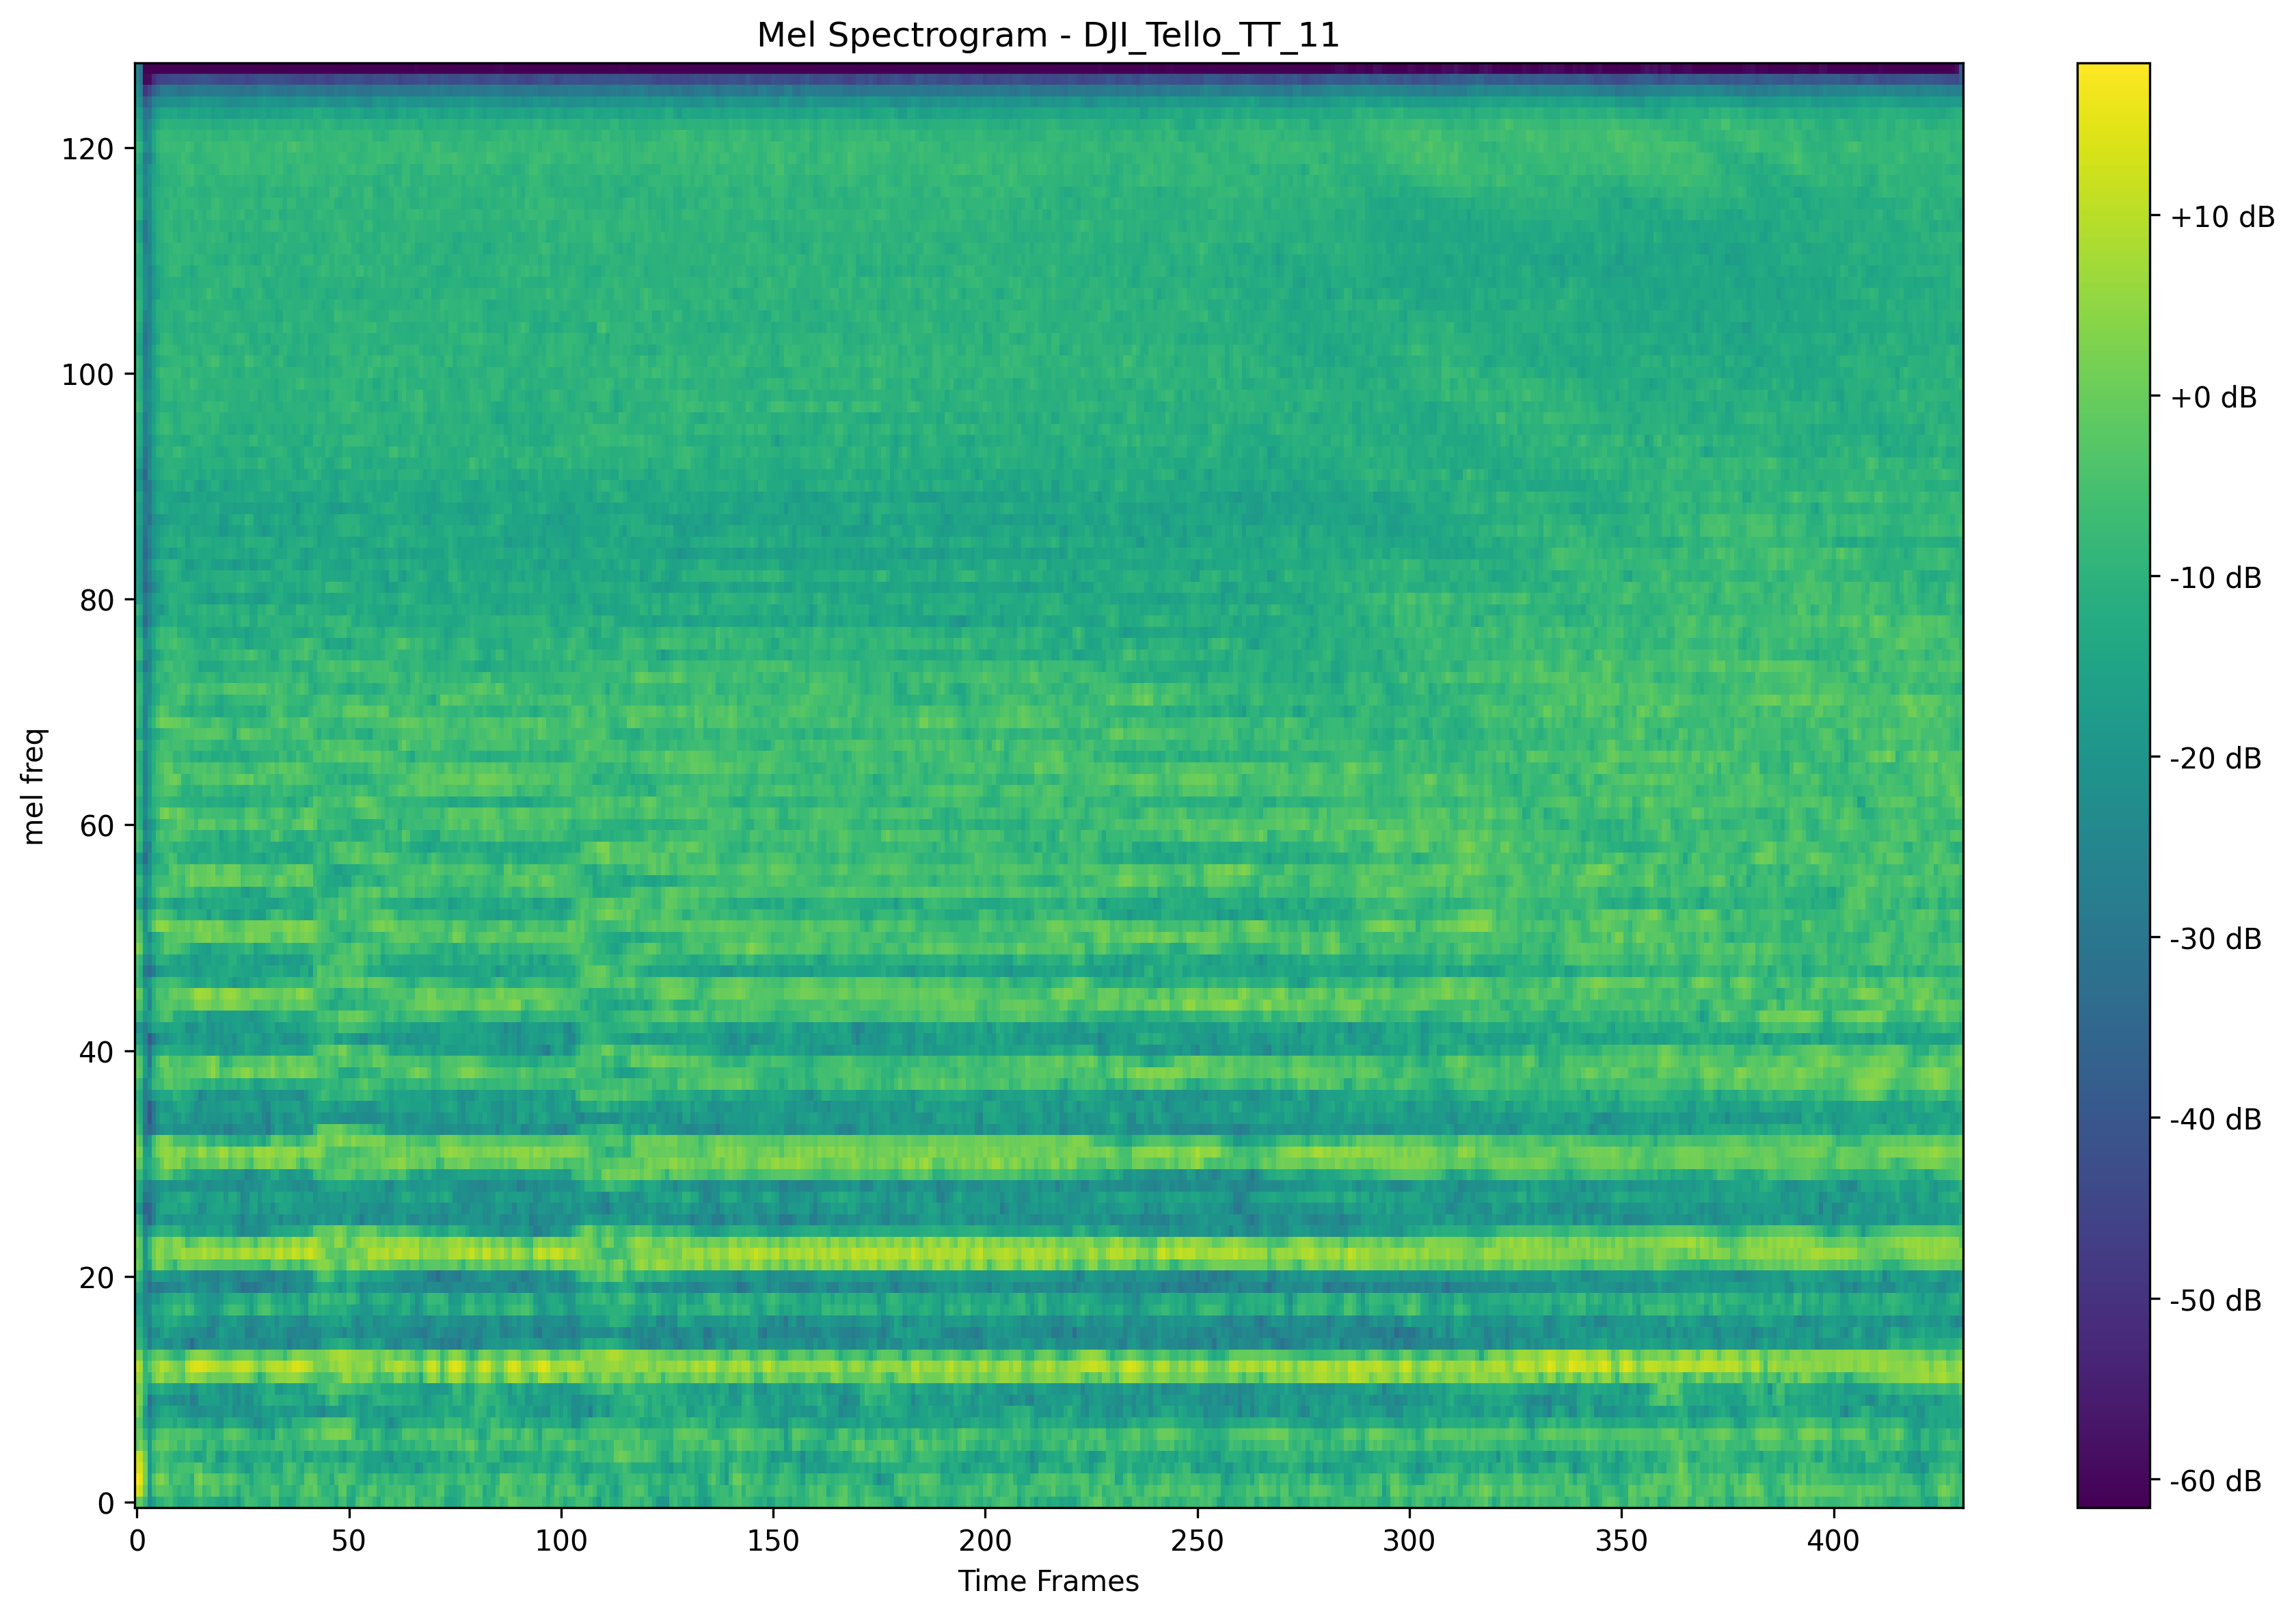 Mel Spectrogram - DJI_Tello_TT_11
mel freq
120
100
80
60
40
20
0
0 50 100 150 200 250 300 350 400
Time Frames
+10 dB
+0 dB
-10 dB
-20 dB
-30 dB
-40 dB
-50 dB
-60 dB